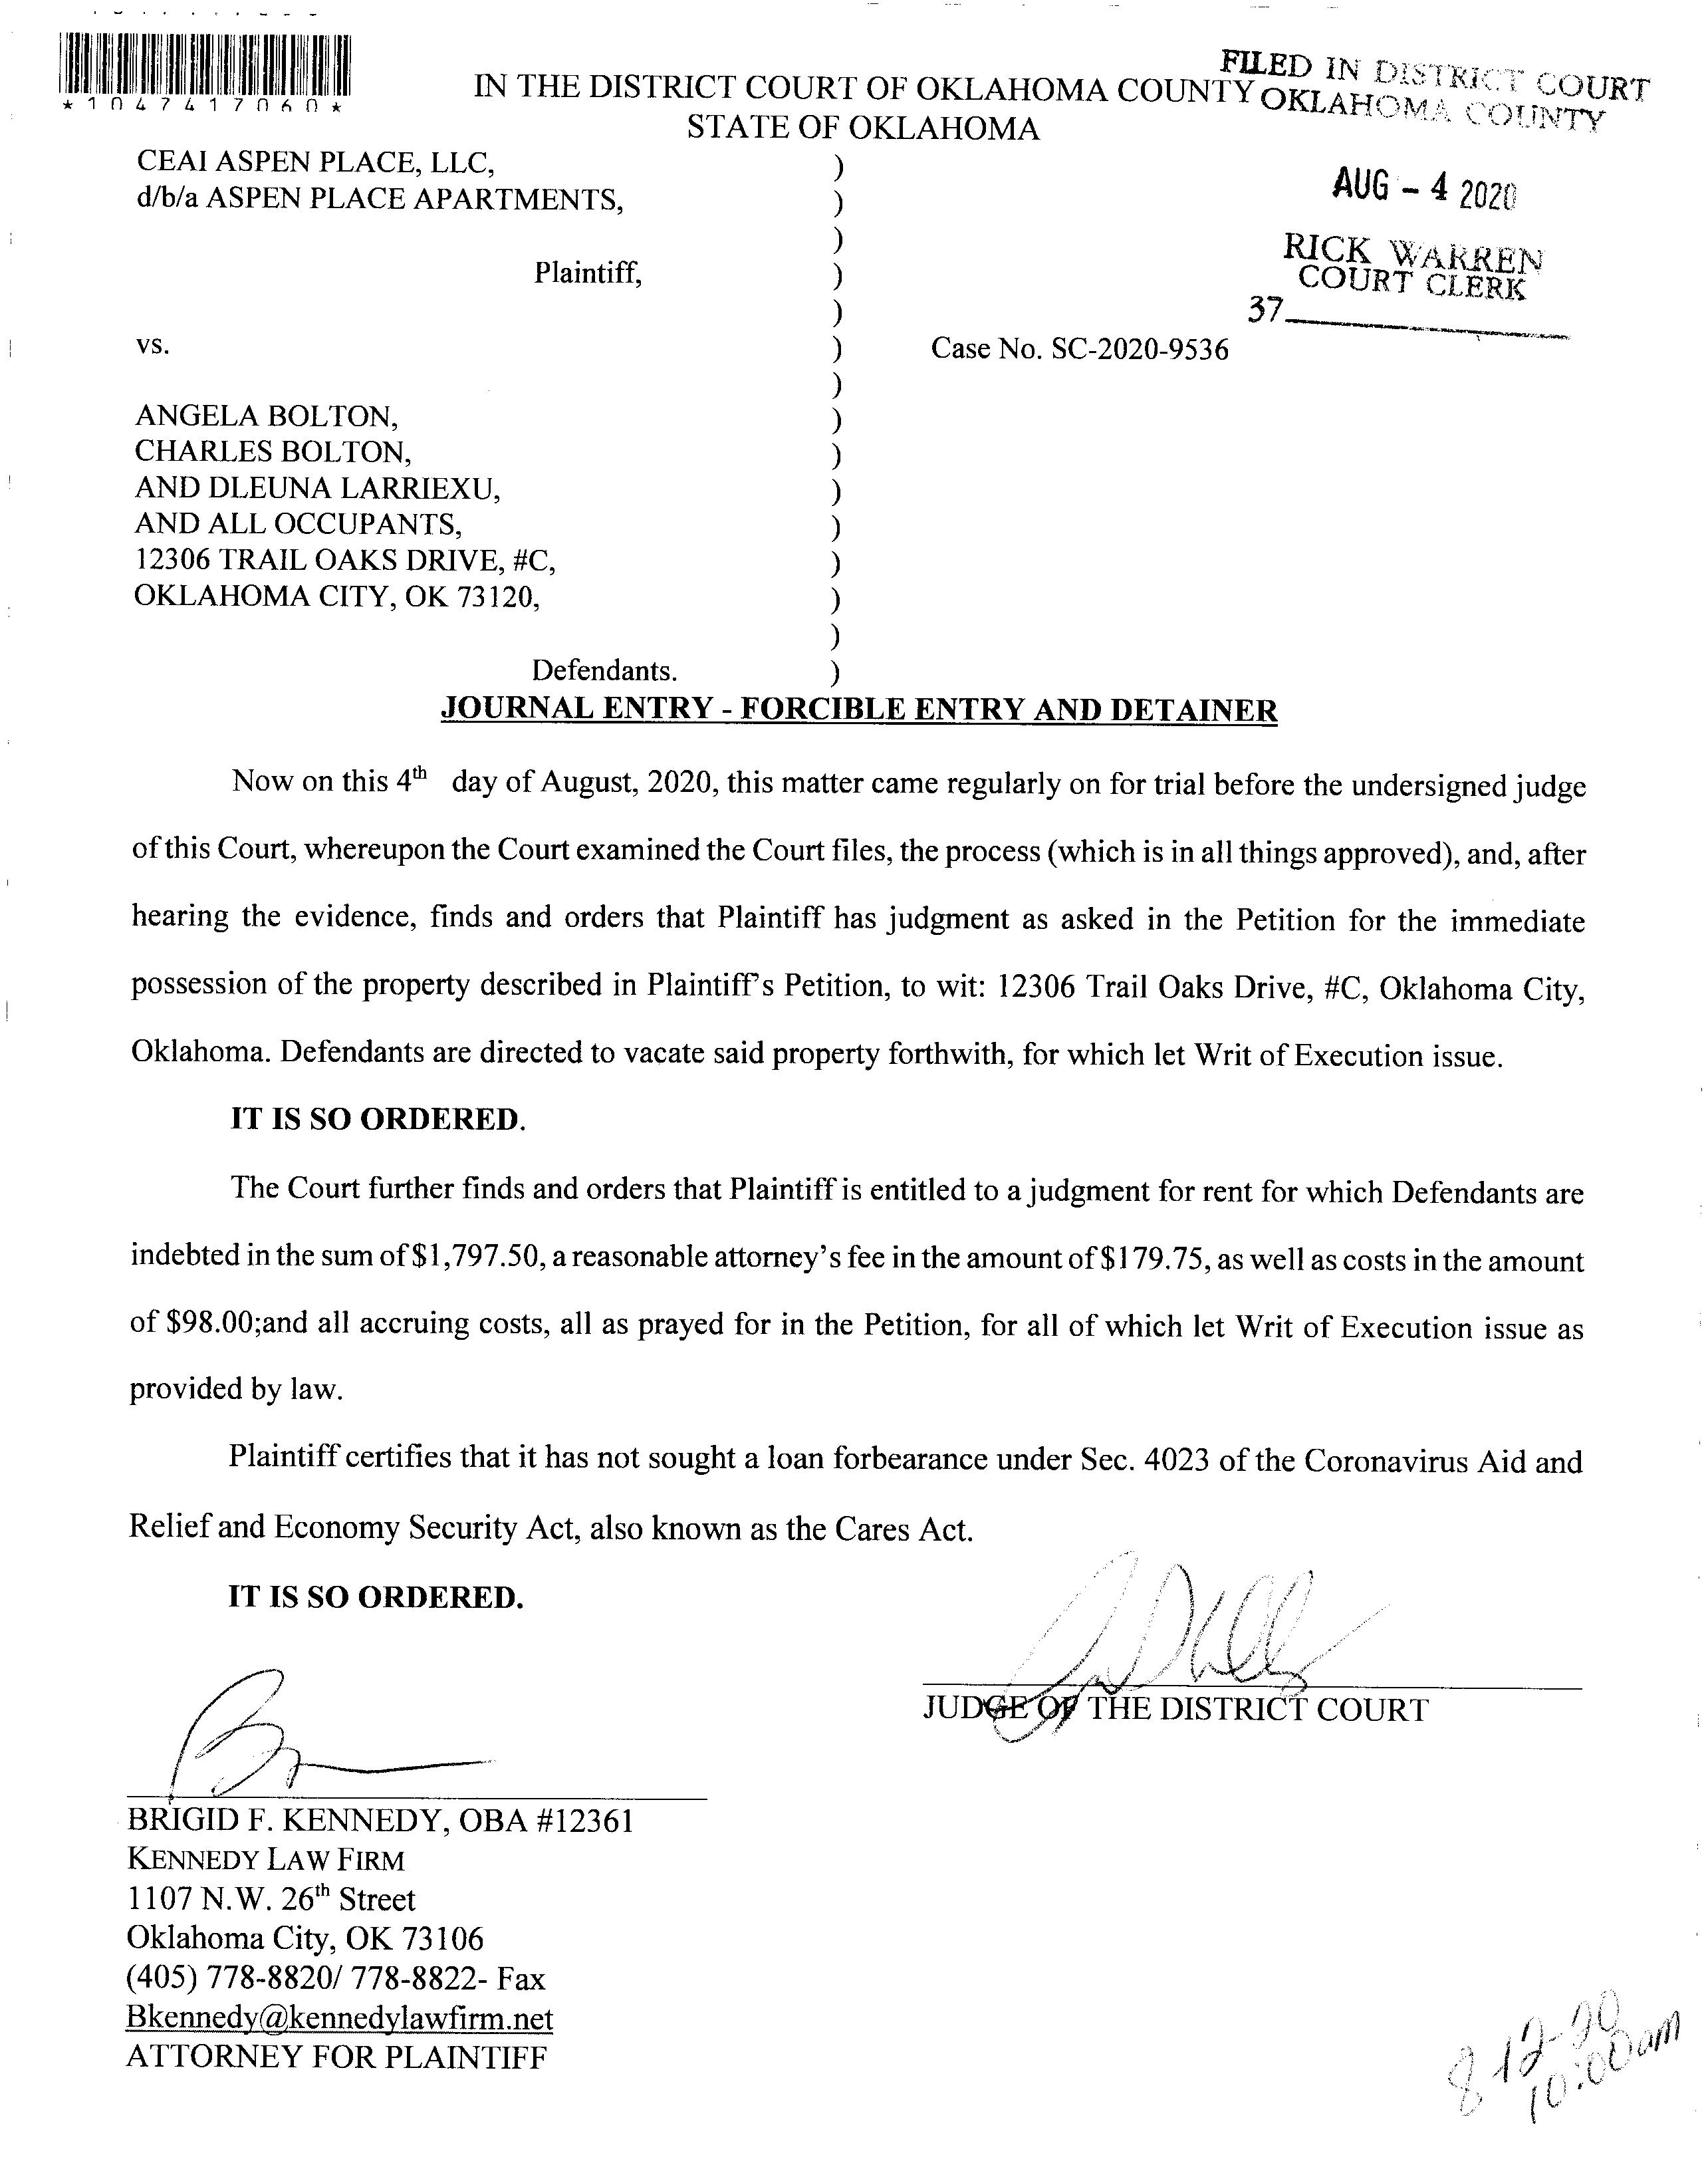 *1047417060*
IN THE DISTRICT COURT OF OKLAHOMA COUNTY
STATE OF OKLAHOMA
FILED IN DISTRICT COURT
OKLAHOMA COUNTY
AUG - 4 2020
RICK WARREN
COURT CLERK
37
CEAI ASPEN PLACE, LLC, )
d/b/a ASPEN PLACE APARTMENTS, )
)
Plaintiff, )
)
vs. ) Case No. SC-2020-9536
)
ANGELA BOLTON, )
CHARLES BOLTON, )
AND DLEUNA LARRIEXU, )
AND ALL OCCUPANTS, )
12306 TRAIL OAKS DRIVE, #C, )
OKLAHOMA CITY, OK 73120, )
)
Defendants. )
JOURNAL ENTRY - FORCIBLE ENTRY AND DETAINER
Now on this 4th day of August, 2020, this matter came regularly on for trial before the undersigned judge
of this Court, whereupon the Court examined the Court files, the process (which is in all things approved), and, after
hearing the evidence, finds and orders that Plaintiff has judgment as asked in the Petition for the immediate
possession of the property described in Plaintiff's Petition, to wit: 12306 Trail Oaks Drive, #C, Oklahoma City,
Oklahoma. Defendants are directed to vacate said property forthwith, for which let Writ of Execution issue.
IT IS SO ORDERED.
The Court further finds and orders that Plaintiff is entitled to a judgment for rent for which Defendants are
indebted in the sum of $1,797.50, a reasonable attorney's fee in the amount of $179.75, as well as costs in the amount
of $98.00;and all accruing costs, all as prayed for in the Petition, for all of which let Writ of Execution issue as
provided by law.
Plaintiff certifies that it has not sought a loan forbearance under Sec. 4023 of the Coronavirus Aid and
Relief and Economy Security Act, also known as the Cares Act.
IT IS SO ORDERED.
JUDGE OF THE DISTRICT COURT
BRIGID F. KENNEDY, OBA #12361
KENNEDY LAW FIRM
1107 N.W. 26th Street
Oklahoma City, OK 73106
(405) 778-8820/ 778-8822- Fax
Bkennedy@kennedylawfirm.net
ATTORNEY FOR PLAINTIFF
8-12-20
10:00am